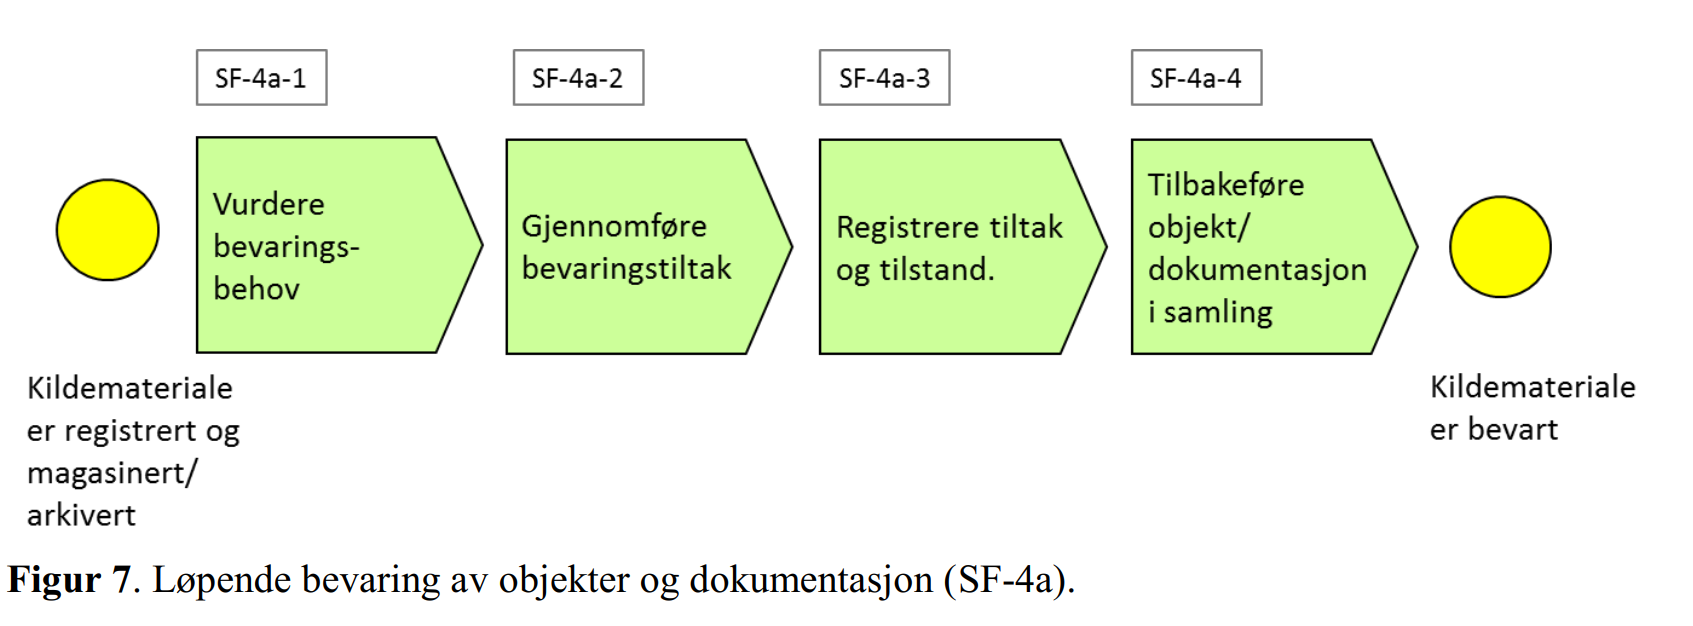 SF-4a-1
SF-4a-2
SF-4a-3
SF-4a-4
Vurdere
bevarings-
behov
Gjennomføre
bevaringstiltak
Registrere tiltak
og tilstand.
Tilbakeføre
objekt/
dokumentasjon
i samling
Kildemateriale
er registrert og
magasinert/
arkivert
Kildemateriale
er bevart
Figur 7. Løpende bevaring av objekter og dokumentasjon (SF-4a).